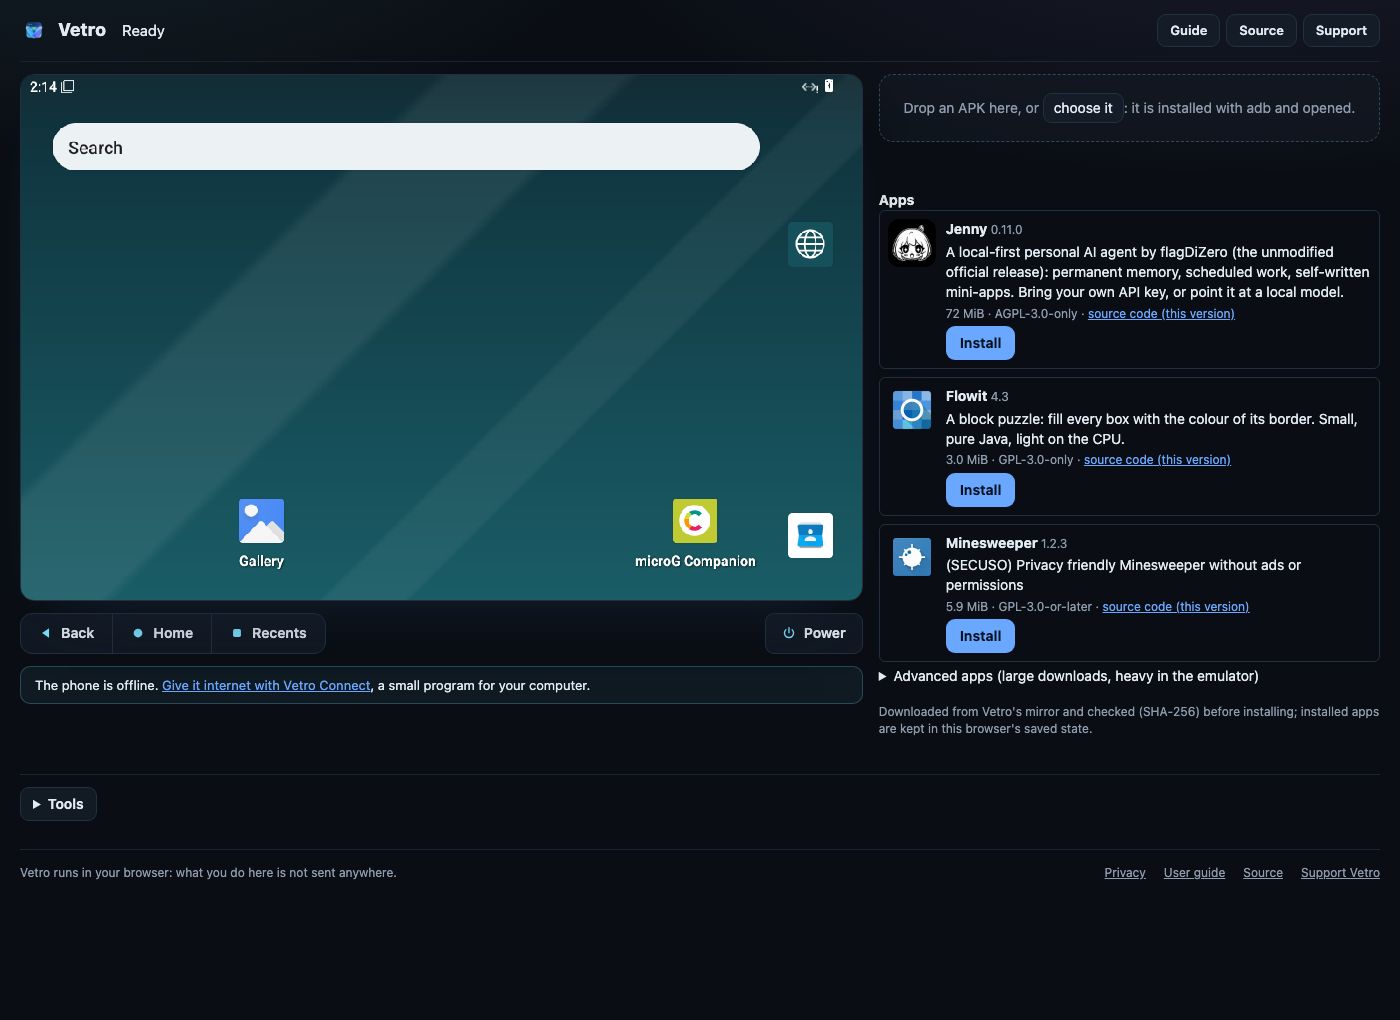 Vetro Ready
Guide Source Support
2:14
Search
Gallery
microG Companion
Back Home Recents Power
The phone is offline. Give it internet with Vetro Connect, a small program for your computer.
Drop an APK here, or choose it: it is installed with adb and opened.
Apps
Jenny 0.11.0
A local-first personal AI agent by flagDiZero (the unmodified
official release): permanent memory, scheduled work, self-written
mini-apps. Bring your own API key, or point it at a local model.
72 MiB · AGPL-3.0-only · source code (this version)
Install
Flowit 4.3
A block puzzle: fill every box with the colour of its border. Small,
pure Java, light on the CPU.
3.0 MiB · GPL-3.0-only · source code (this version)
Install
Minesweeper 1.2.3
(SECUSO) Privacy friendly Minesweeper without ads or
permissions
5.9 MiB · GPL-3.0-or-later · source code (this version)
Install
Advanced apps (large downloads, heavy in the emulator)
Downloaded from Vetro's mirror and checked (SHA-256) before installing; installed apps
are kept in this browser's saved state.
Tools
Vetro runs in your browser: what you do here is not sent anywhere.
Privacy User guide Source Support Vetro